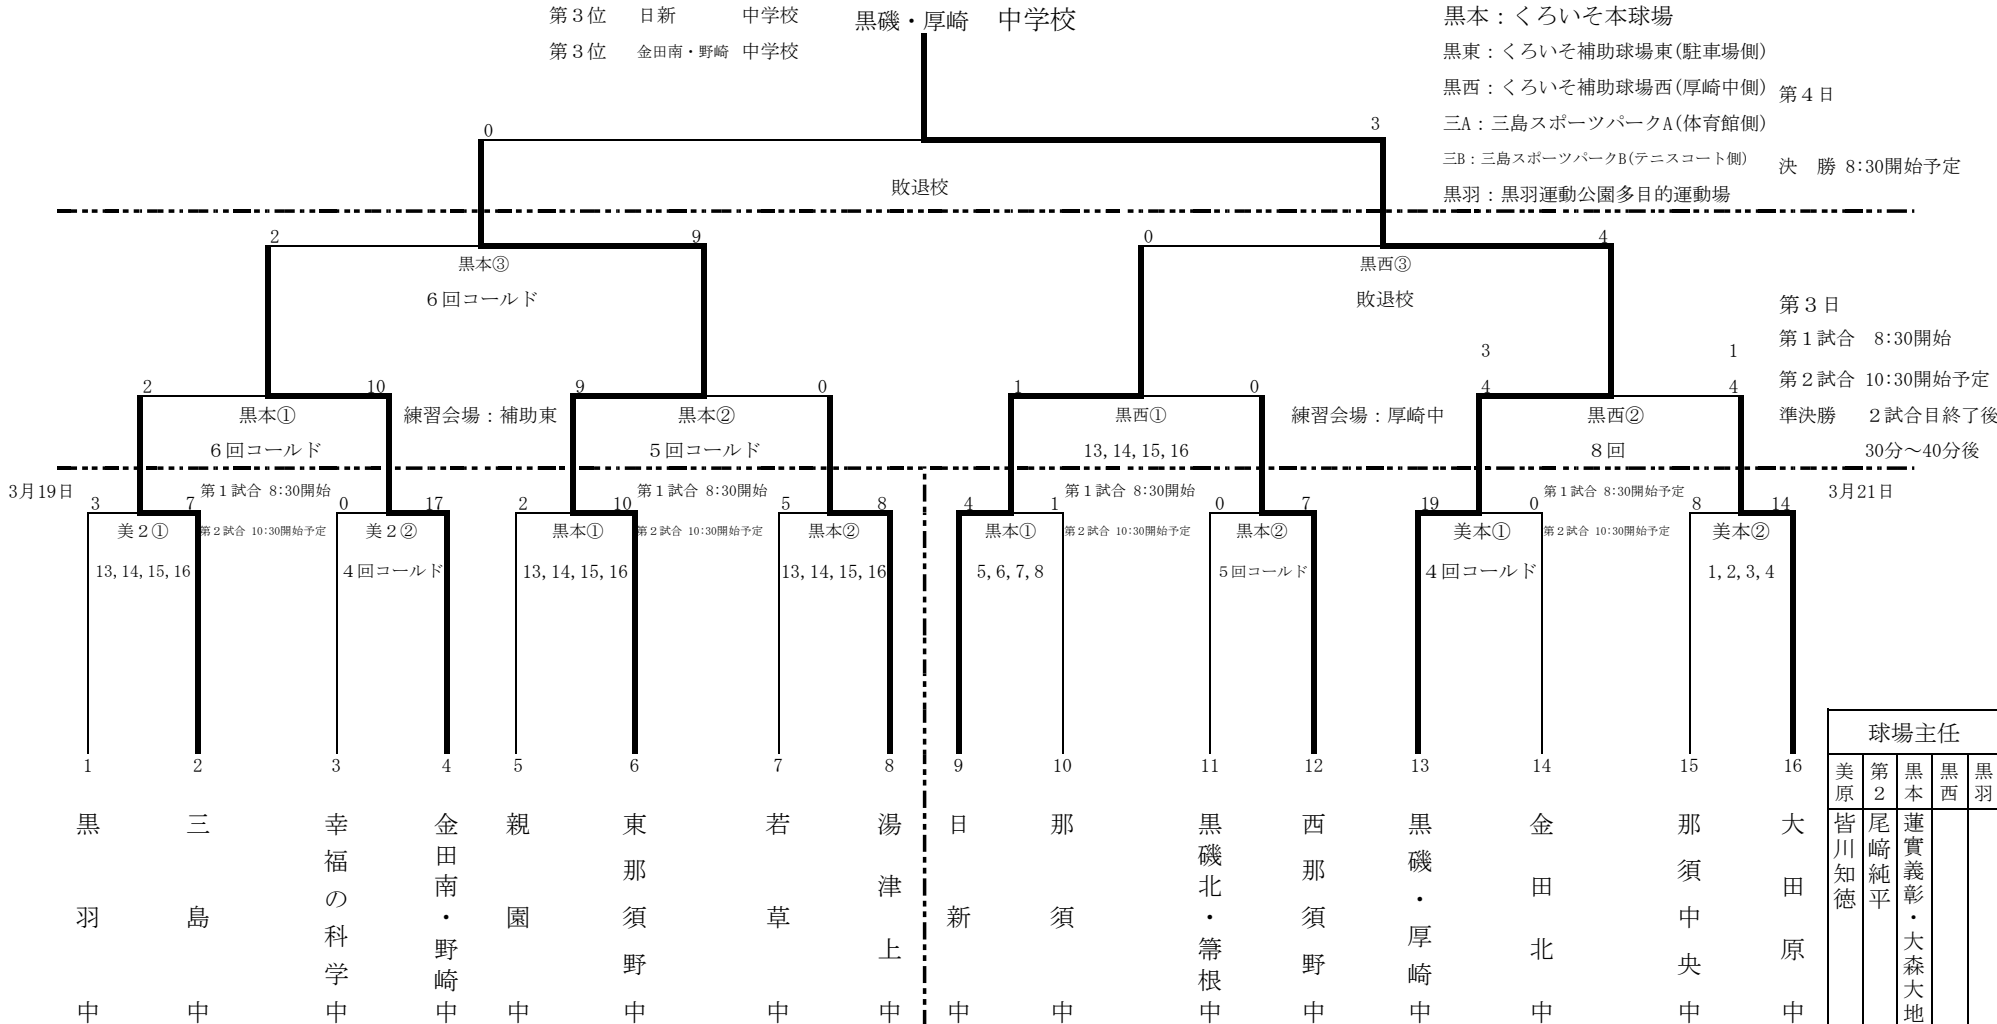 第３位　日新　中学校
第３位　金田南・野崎　中学校
黒磯・厚崎　中学校
黒本：くろいそ本球場
黒東：くろいそ補助球場東(駐車場側)
黒西：くろいそ補助球場西(厚崎中側)
三A：三島スポーツパークA(体育館側)
三B：三島スポーツパークB(テニスコート側)
黒羽：黒羽運動公園多目的運動場
第４日
決　勝 8:30開始予定
0 3
敗退校
2 9 0 4
黒本③ 黒西③
６回コールド 敗退校
第３日
第１試合　8:30開始
第２試合 10:30開始予定
準決勝　２試合目終了後
30分～40分後
3 1
2 10 9 0 1 0 4 4
黒本① 練習会場：補助東 黒本② 黒西① 練習会場：厚崎中 黒西②
６回コールド ５回コールド 13,14,15,16 ８回
3月19日 第１試合 8:30開始 第１試合 8:30開始 第１試合 8:30開始 第１試合 8:30開始予定 3月21日
3 7 0 17 2 10 5 8 4 1 0 7 19 0 8 14
美２① 第２試合 10:30開始予定 美２② 黒本① 第２試合 10:30開始予定 黒本② 黒本① 第２試合 10:30開始予定 黒本② 美本① 第２試合 10:30開始予定 美本②
13,14,15,16 ４回コールド 13,14,15,16 13,14,15,16 5,6,7,8 ５回コールド ４回コールド 1,2,3,4
1 2 3 4 5 6 7 8 9 10 11 12 13 14 15 16
黒羽中
三島中
幸福の科学中
金田南・野崎中
親園中
東那須野中
若草中
湯津上中
日新中
那須中
黒磯北・箒根中
西那須野中
黒磯・厚崎中
金田北中
那須中央中
大田原中
球場主任
美原 第２ 黒本 黒西 黒羽
皆川知徳
尾﨑純平
蓮實義彰・大森大地